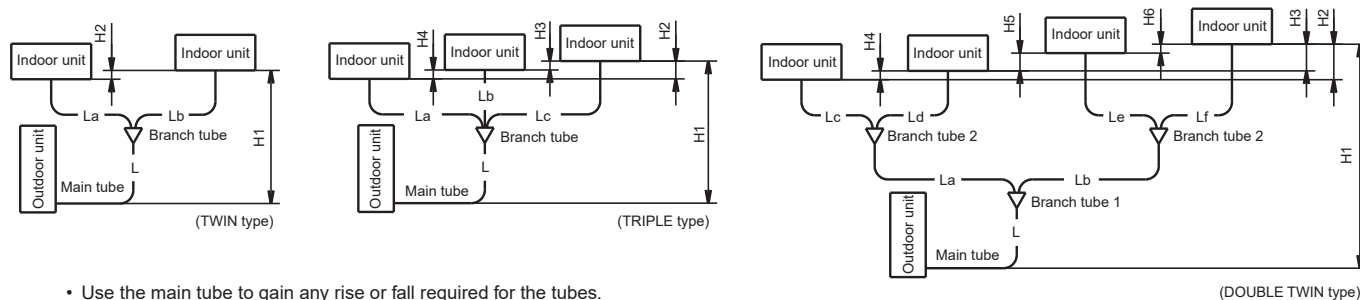 H2
Indoor unit
Indoor unit
La
Lb
Branch tube
H1
Outdoor unit
L
Main tube
(TWIN type)
H4
H3
H2
Indoor unit
Indoor unit
Indoor unit
Lb
La
Lc
Branch tube
H1
Outdoor unit
L
Main tube
(TRIPLE type)
H4
H5
H6
H3
H2
Indoor unit
Indoor unit
Indoor unit
Indoor unit
Lc
Ld
Le
Lf
Branch tube 2
Branch tube 2
H1
La
Lb
Branch tube 1
Outdoor unit
L
Main tube
(DOUBLE TWIN type)
• Use the main tube to gain any rise or fall required for the tubes.